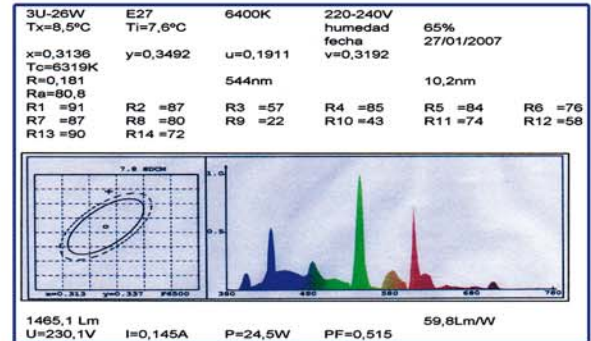 3U-26W E27 6400K 220-240V
Tx=8,5ºC Ti=7,6ºC humedad 65%
fecha 27/01/2007
x=0,3136 y=0,3492 u=0,1911 v=0,3192
Tc=6319K
R=0,181 544nm 10,2nm
Ra=80,8
R1 =91 R2 =87 R3 =57 R4 =85 R5 =84 R6 =76
R7 =87 R8 =80 R9 =22 R10 =43 R11 =74 R12 =58
R13 =90 R14 =72
7.8 SDCM
1.0
0.5
x=0.313 y=0.337 F6500
380 480 580 680 780
1465,1 Lm 59,8Lm/W
U=230,1V I=0,145A P=24,5W PF=0,515